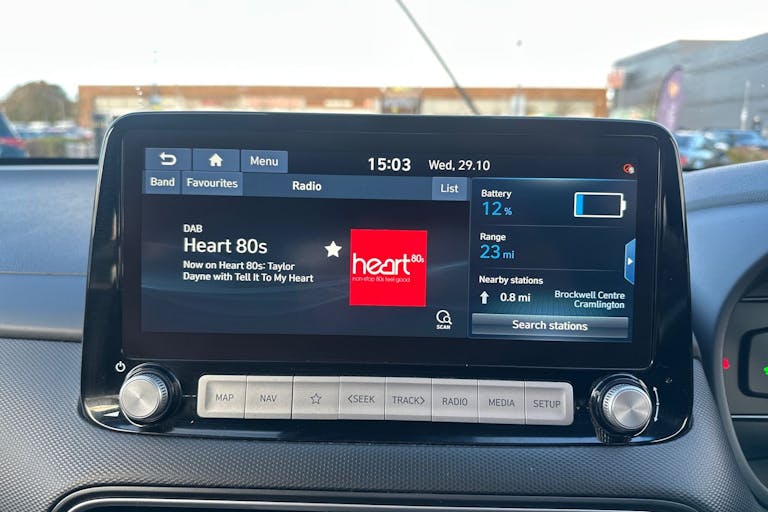 Menu
15:03
Wed, 29.10
Band
Favourites
Radio
List
DAB
Heart 80s
Now on Heart 80s: Taylor
Dayne with Tell It To My Heart
heart 80s
non-stop 80s feel good
SCAN
Battery
12 %
Range
23 mi
Nearby stations
0.8 mi
Brockwell Centre
Cramlington
Search stations
MAP
NAV
<SEEK
TRACK>
RADIO
MEDIA
SETUP